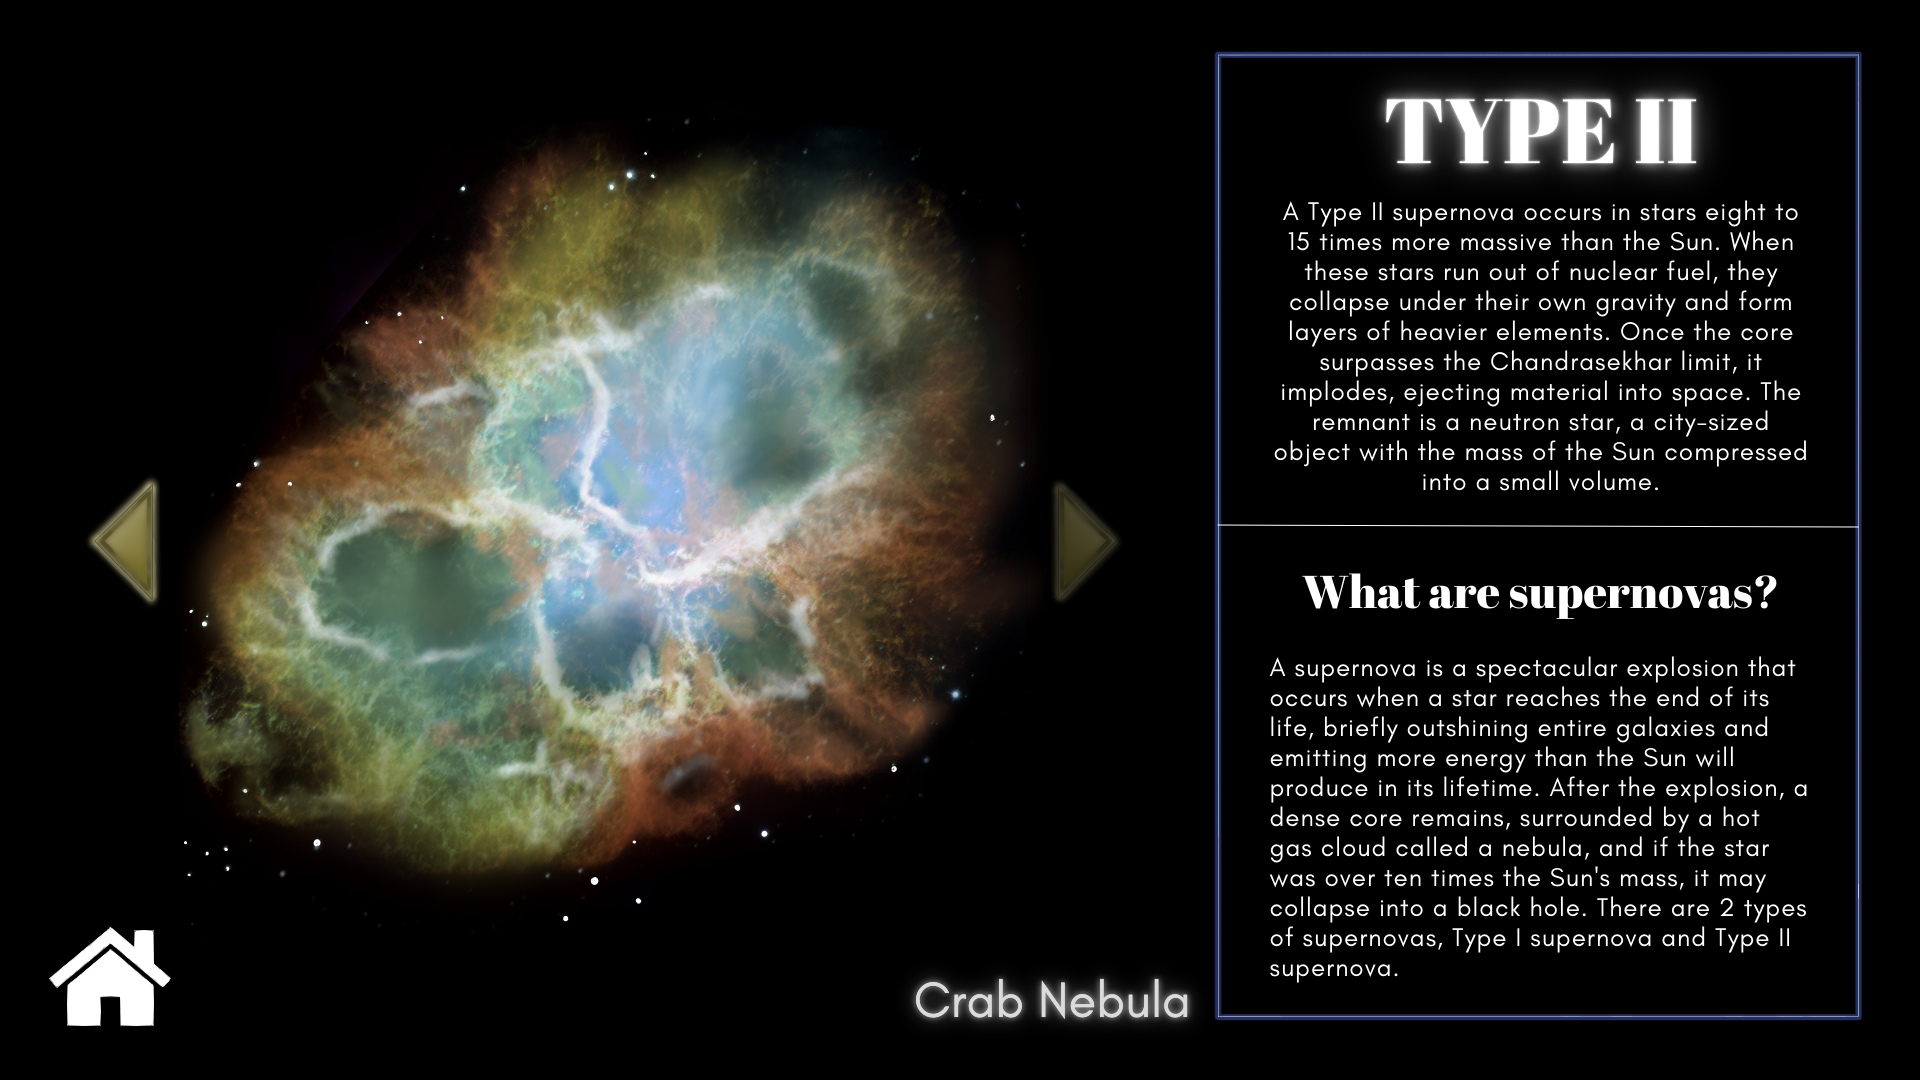 TYPE II
A Type II supernova occurs in stars eight to
15 times more massive than the Sun. When
these stars run out of nuclear fuel, they
collapse under their own gravity and form
layers of heavier elements. Once the core
surpasses the Chandrasekhar limit, it
implodes, ejecting material into space. The
remnant is a neutron star, a city-sized
object with the mass of the Sun compressed
into a small volume.
What are supernovas?
A supernova is a spectacular explosion that
occurs when a star reaches the end of its
life, briefly outshining entire galaxies and
emitting more energy than the Sun will
produce in its lifetime. After the explosion, a
dense core remains, surrounded by a hot
gas cloud called a nebula, and if the star
was over ten times the Sun's mass, it may
collapse into a black hole. There are 2 types
of supernovas, Type I supernova and Type II
supernova.
Crab Nebula